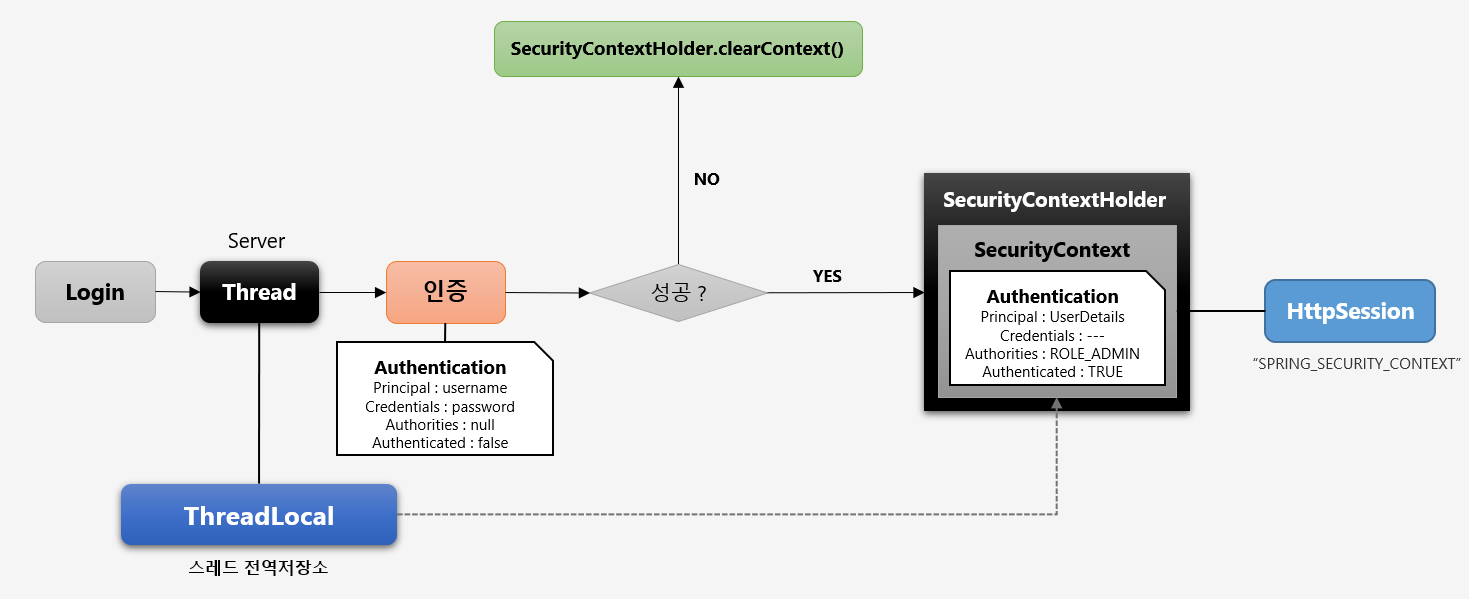 SecurityContextHolder.clearContext()
NO
Server
Login
Thread
인증
성공 ?
YES
Authentication
Principal : username
Credentials : password
Authorities : null
Authenticated : false
SecurityContextHolder
SecurityContext
Authentication
Principal : UserDetails
Credentials : ---
Authorities : ROLE_ADMIN
Authenticated : TRUE
HttpSession
“SPRING_SECURITY_CONTEXT”
ThreadLocal
스레드 전역저장소